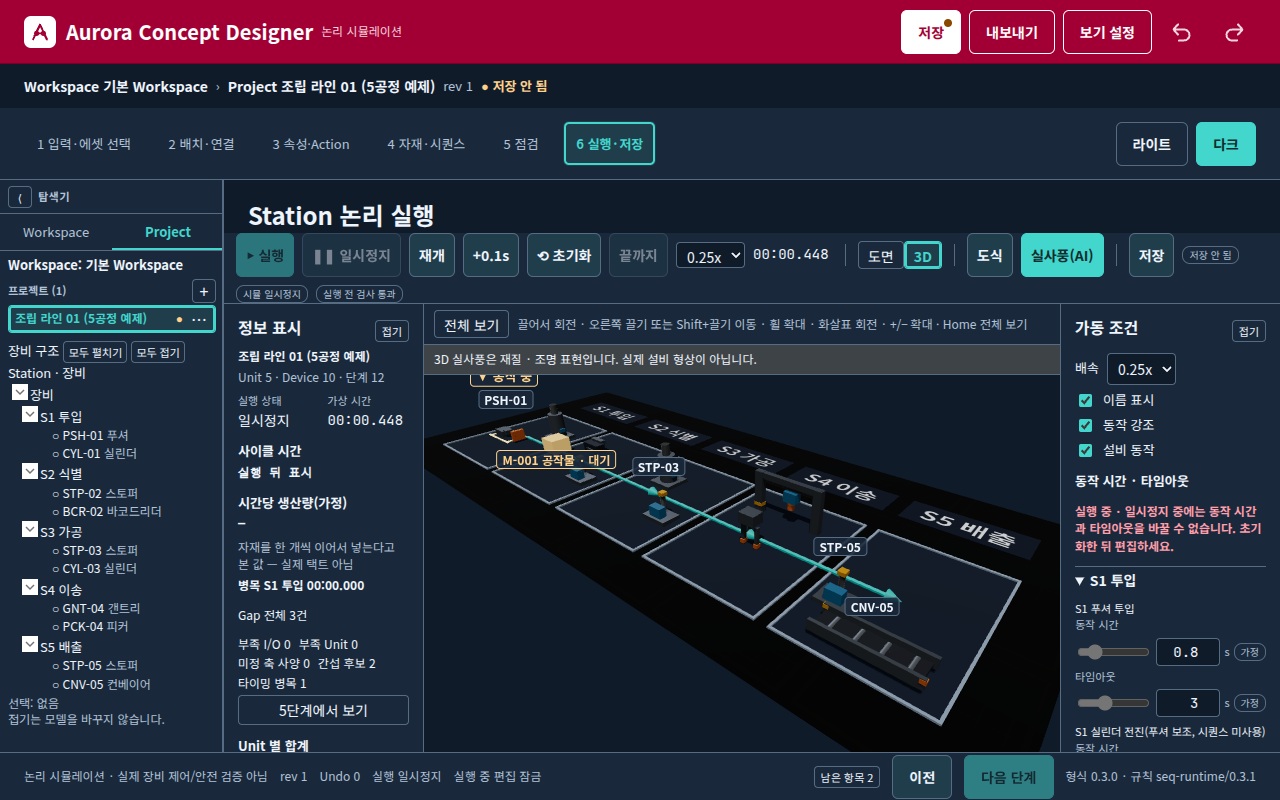 Aurora Concept Designer 논리 시뮬레이션 저장 내보내기 보기 설정
Workspace 기본 Workspace › Project 조립 라인 01 (5공정 예제) rev 1 ● 저장 안 됨
1 입력·에셋 선택 2 배치·연결 3 속성·Action 4 자재·시퀀스 5 점검 6 실행·저장 라이트 다크
⟨ 탐색기
Workspace Project
Workspace: 기본 Workspace
프로젝트 (1) +
조립 라인 01 (5공정 예제) ● ...
장비 구조 모두 펼치기 모두 접기
Station · 장비
장비
S1 투입
PSH-01 푸셔
CYL-01 실린더
S2 식별
STP-02 스토퍼
BCR-02 바코드리더
S3 가공
STP-03 스토퍼
CYL-03 실린더
S4 이송
GNT-04 갠트리
PCK-04 피커
S5 배출
STP-05 스토퍼
CNV-05 컨베이어
선택: 없음
접기는 모델을 바꾸지 않습니다.
Station 논리 실행
▸ 실행 ❚❚ 일시정지 재개 +0.1s ⟲ 초기화 끝까지 0.25x 00:00.448 도면 3D 도식 실사풍(AI) 저장 저장 안 됨
시뮬 일시정지 실행 전 검사 통과
정보 표시 접기
조립 라인 01 (5공정 예제)
Unit 5 · Device 10 · 단계 12
실행 상태 가상 시간
일시정지 00:00.448
사이클 시간
실행 뒤 표시
시간당 생산량(가정)
—
자재를 한 개씩 이어서 넣는다고
본 값 — 실제 택트 아님
병목 S1 투입 00:00.000
Gap 전체 3건
부족 I/O 0 부족 Unit 0
미정 축 사양 0 간섭 후보 2
타이밍 병목 1
5단계에서 보기
Unit 별 합계
전체 보기 끌어서 회전 · 오른쪽 끌기 또는 Shift+끌기 이동 · 휠 확대 · 화살표 회전 · +/− 확대 · Home 전체 보기
3D 실사풍은 재질 · 조명 표현입니다. 실제 설비 형상이 아닙니다.
▼ 동작 중
PSH-01
S1 투입
S2 식별
S3 가공
S4 이송
S5 배출
M-001 공작물 · 대기
STP-03
STP-05
CNV-05
가동 조건 접기
배속 0.25x
이름 표시
동작 강조
설비 동작
동작 시간 · 타임아웃
실행 중 · 일시정지 중에는 동작 시간
과 타임아웃을 바꿀 수 없습니다. 초기
화한 뒤 편집하세요.
▼ S1 투입
S1 푸셔 투입
동작 시간
0.8 s 가정
타임아웃
3 s 가정
S1 실린더 전진(푸셔 보조, 시퀀스 미사용)
동작 시간
논리 시뮬레이션 · 실제 장비 제어/안전 검증 아님 rev 1 Undo 0 실행 일시정지 실행 중 편집 잠금 남은 항목 2 이전 다음 단계 형식 0.3.0 · 규칙 seq-runtime/0.3.1